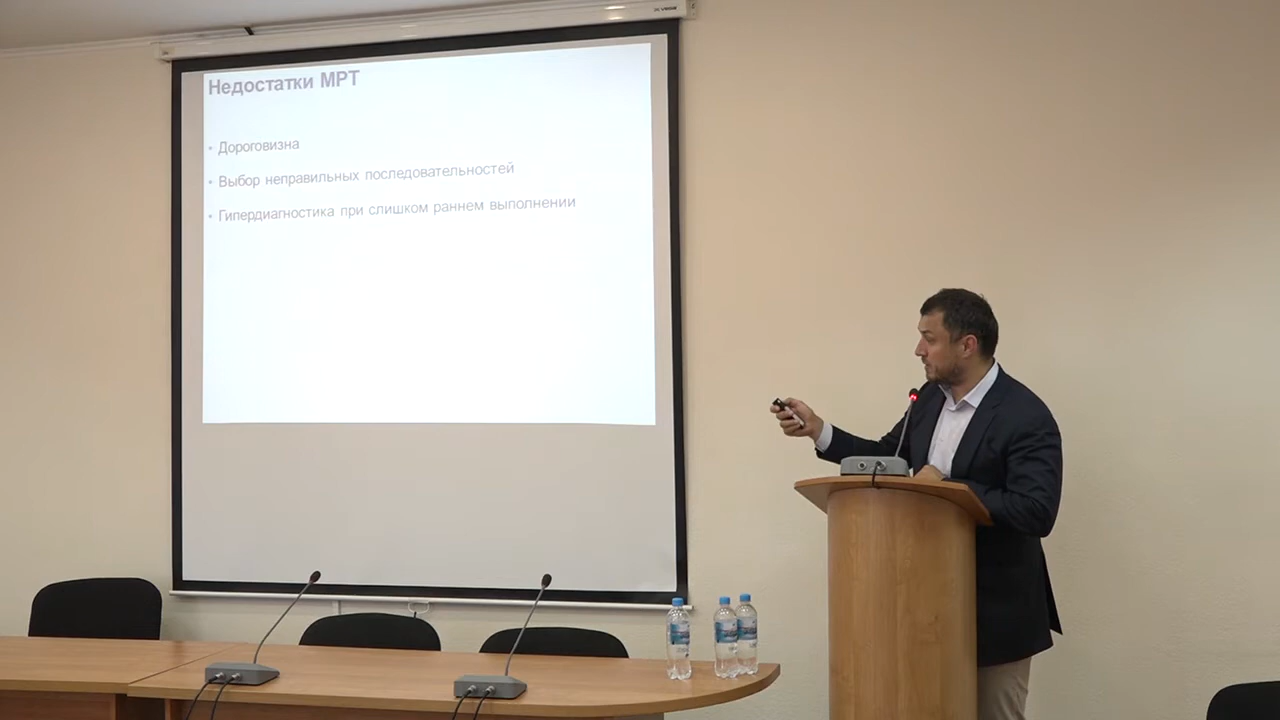 Недостатки МРТ
• Дороговизна
• Выбор неправильных последовательностей
• Гипердиагностика при слишком раннем выполнении